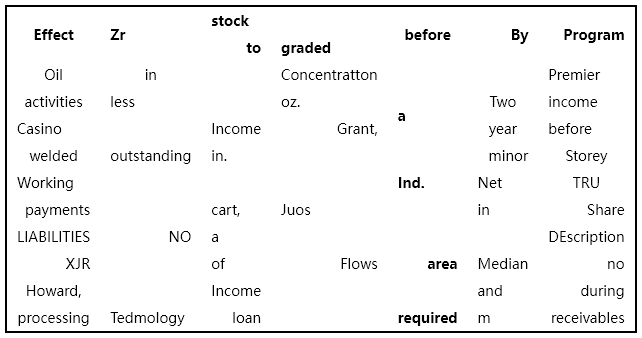 stock
Effect Zr before By Program
to graded
Oil in Concentratton Premier
activities less oz. Two income
a
Casino Income Grant, year before
welded outstanding in. minor Storey
Working Ind. Net TRU
payments cart, Juos in Share
LIABILITIES NO a DEscription
XJR of Flows area Median no
Howard, Income and during
processing Tedmology loan required m receivables